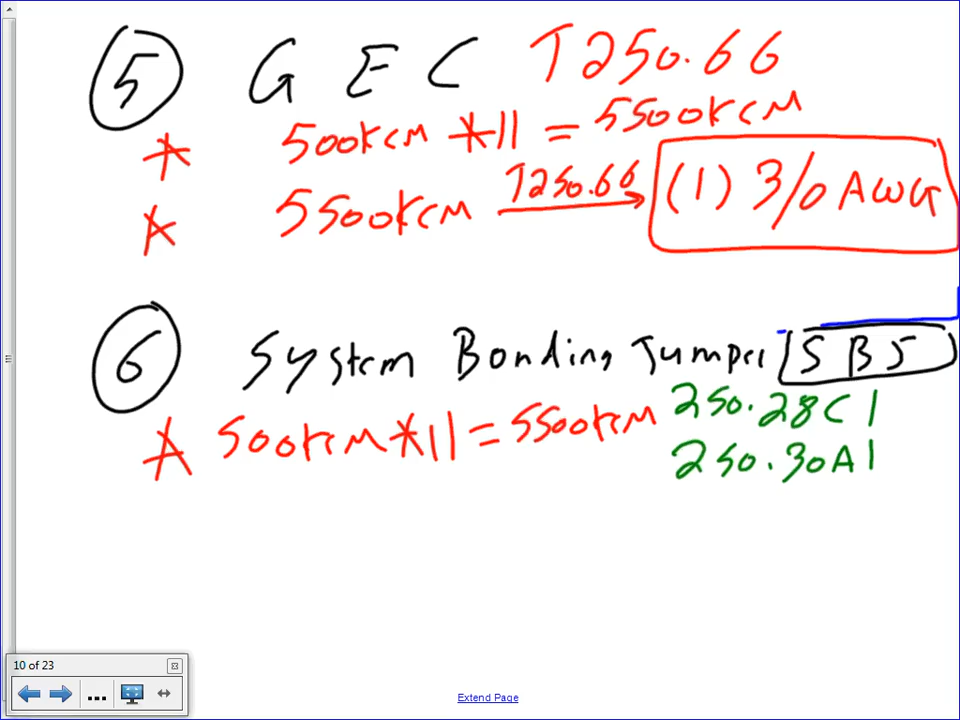 5 GEC T250.66
* 500KCM *11 = 5500KCM
* 5500KCM T250.66 (1) 3/0 AWG
6 System Bonding Jumper SBJ
* 500KCM *11 = 5500KCM 250.28C1
250.30A1
10 of 23
...
Extend Page